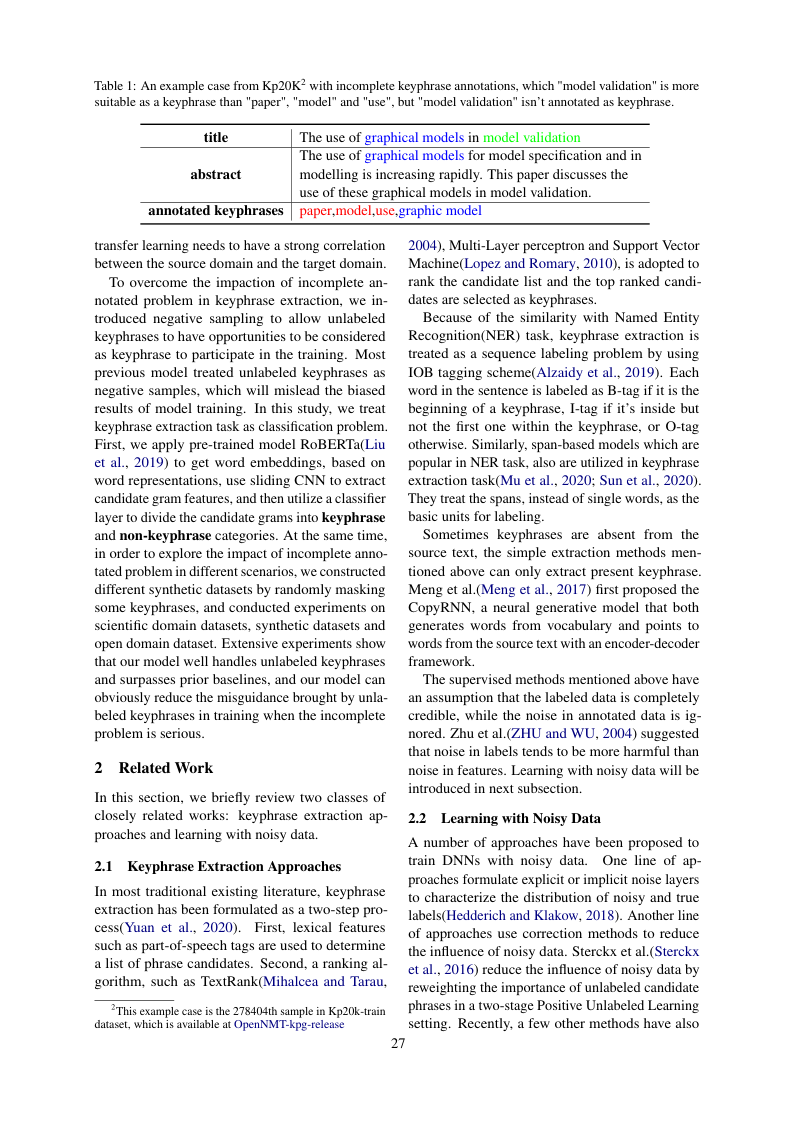 Table 1: An example case from Kp20K2 with incomplete keyphrase annotations, which "model validation" is more
suitable as a keyphrase than "paper", "model" and "use", but "model validation" isn't annotated as keyphrase.
title The use of graphical models in model validation
The use of graphical models for model specification and in
abstract modelling is increasing rapidly. This paper discusses the
use of these graphical models in model validation.
annotated keyphrases paper,model,use,graphic model
transfer learning needs to have a strong correlation
between the source domain and the target domain.
To overcome the impaction of incomplete an-
notated problem in keyphrase extraction, we in-
troduced negative sampling to allow unlabeled
keyphrases to have opportunities to be considered
as keyphrase to participate in the training. Most
previous model treated unlabeled keyphrases as
negative samples, which will mislead the biased
results of model training. In this study, we treat
keyphrase extraction task as classification problem.
First, we apply pre-trained model RoBERTa(Liu
et al., 2019) to get word embeddings, based on
word representations, use sliding CNN to extract
candidate gram features, and then utilize a classifier
layer to divide the candidate grams into keyphrase
and non-keyphrase categories. At the same time,
in order to explore the impact of incomplete anno-
tated problem in different scenarios, we constructed
different synthetic datasets by randomly masking
some keyphrases, and conducted experiments on
scientific domain datasets, synthetic datasets and
open domain dataset. Extensive experiments show
that our model well handles unlabeled keyphrases
and surpasses prior baselines, and our model can
obviously reduce the misguidance brought by unla-
beled keyphrases in training when the incomplete
problem is serious.
2 Related Work
In this section, we briefly review two classes of
closely related works: keyphrase extraction ap-
proaches and learning with noisy data.
2.1 Keyphrase Extraction Approaches
In most traditional existing literature, keyphrase
extraction has been formulated as a two-step pro-
cess(Yuan et al., 2020). First, lexical features
such as part-of-speech tags are used to determine
a list of phrase candidates. Second, a ranking al-
gorithm, such as TextRank(Mihalcea and Tarau,
2This example case is the 278404th sample in Kp20k-train
dataset, which is available at OpenNMT-kpg-release
2004), Multi-Layer perceptron and Support Vector
Machine(Lopez and Romary, 2010), is adopted to
rank the candidate list and the top ranked candi-
dates are selected as keyphrases.
Because of the similarity with Named Entity
Recognition(NER) task, keyphrase extraction is
treated as a sequence labeling problem by using
IOB tagging scheme(Alzaidy et al., 2019). Each
word in the sentence is labeled as B-tag if it is the
beginning of a keyphrase, I-tag if it's inside but
not the first one within the keyphrase, or O-tag
otherwise. Similarly, span-based models which are
popular in NER task, also are utilized in keyphrase
extraction task(Mu et al., 2020; Sun et al., 2020).
They treat the spans, instead of single words, as the
basic units for labeling.
Sometimes keyphrases are absent from the
source text, the simple extraction methods men-
tioned above can only extract present keyphrase.
Meng et al.(Meng et al., 2017) first proposed the
CopyRNN, a neural generative model that both
generates words from vocabulary and points to
words from the source text with an encoder-decoder
framework.
The supervised methods mentioned above have
an assumption that the labeled data is completely
credible, while the noise in annotated data is ig-
nored. Zhu et al.(ZHU and WU, 2004) suggested
that noise in labels tends to be more harmful than
noise in features. Learning with noisy data will be
introduced in next subsection.
2.2 Learning with Noisy Data
A number of approaches have been proposed to
train DNNs with noisy data. One line of ap-
proaches formulate explicit or implicit noise layers
to characterize the distribution of noisy and true
labels(Hedderich and Klakow, 2018). Another line
of approaches use correction methods to reduce
the influence of noisy data. Sterckx et al.(Sterckx
et al., 2016) reduce the influence of noisy data by
reweighting the importance of unlabeled candidate
phrases in a two-stage Positive Unlabeled Learning
setting. Recently, a few other methods have also
27